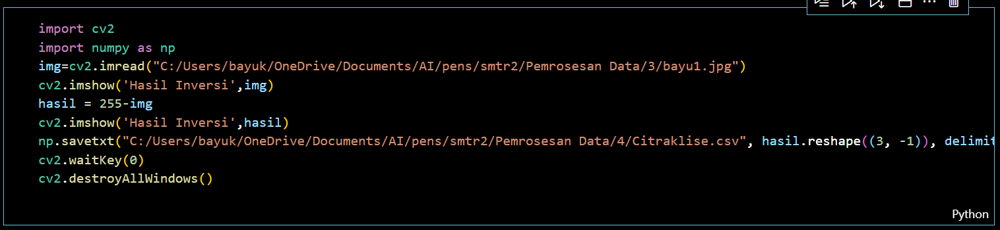 import cv2
import numpy as np
img=cv2.imread("C:/Users/bayuk/OneDrive/Documents/AI/pens/smtr2/Pemrosesan Data/3/bayu1.jpg")
cv2.imshow('Hasil Inversi',img)
hasil = 255-img
cv2.imshow('Hasil Inversi',hasil)
np.savetxt("C:/Users/bayuk/OneDrive/Documents/AI/pens/smtr2/Pemrosesan Data/4/Citraklise.csv", hasil.reshape((3, -1)), delimit
cv2.waitKey(0)
cv2.destroyAllWindows()
Python